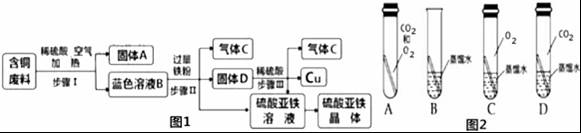 含铜废料
稀硫酸 空气
加 热
步骤Ⅰ
固体A
蓝色溶液B
过量
铁粉
步骤Ⅱ
气体C
固体D
稀硫酸
步骤Ⅲ
气体C
Cu
硫酸亚铁
溶 液
硫酸亚铁
晶 体
图1
CO2
和
O2
O2
CO2
蒸馏水
蒸馏水
蒸馏水
A B C D
图2